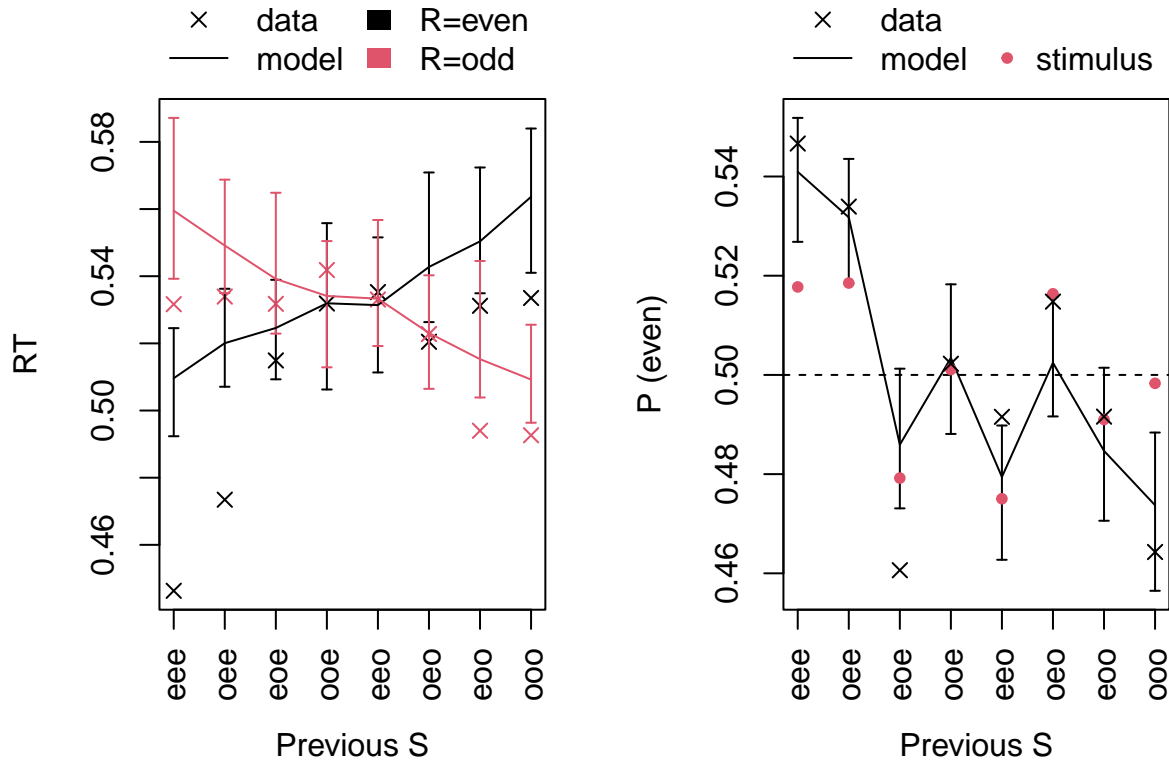 × data ■ R=even
— model ■ R=odd
RT
0.58
0.54
0.50
0.46
eee
oee
eoe
ooe
eeo
oeo
eoo
ooo
Previous S
× data
— model ● stimulus
P (even)
0.54
0.52
0.50
0.48
0.46
eee
oee
eoe
ooe
eeo
oeo
eoo
ooo
Previous S